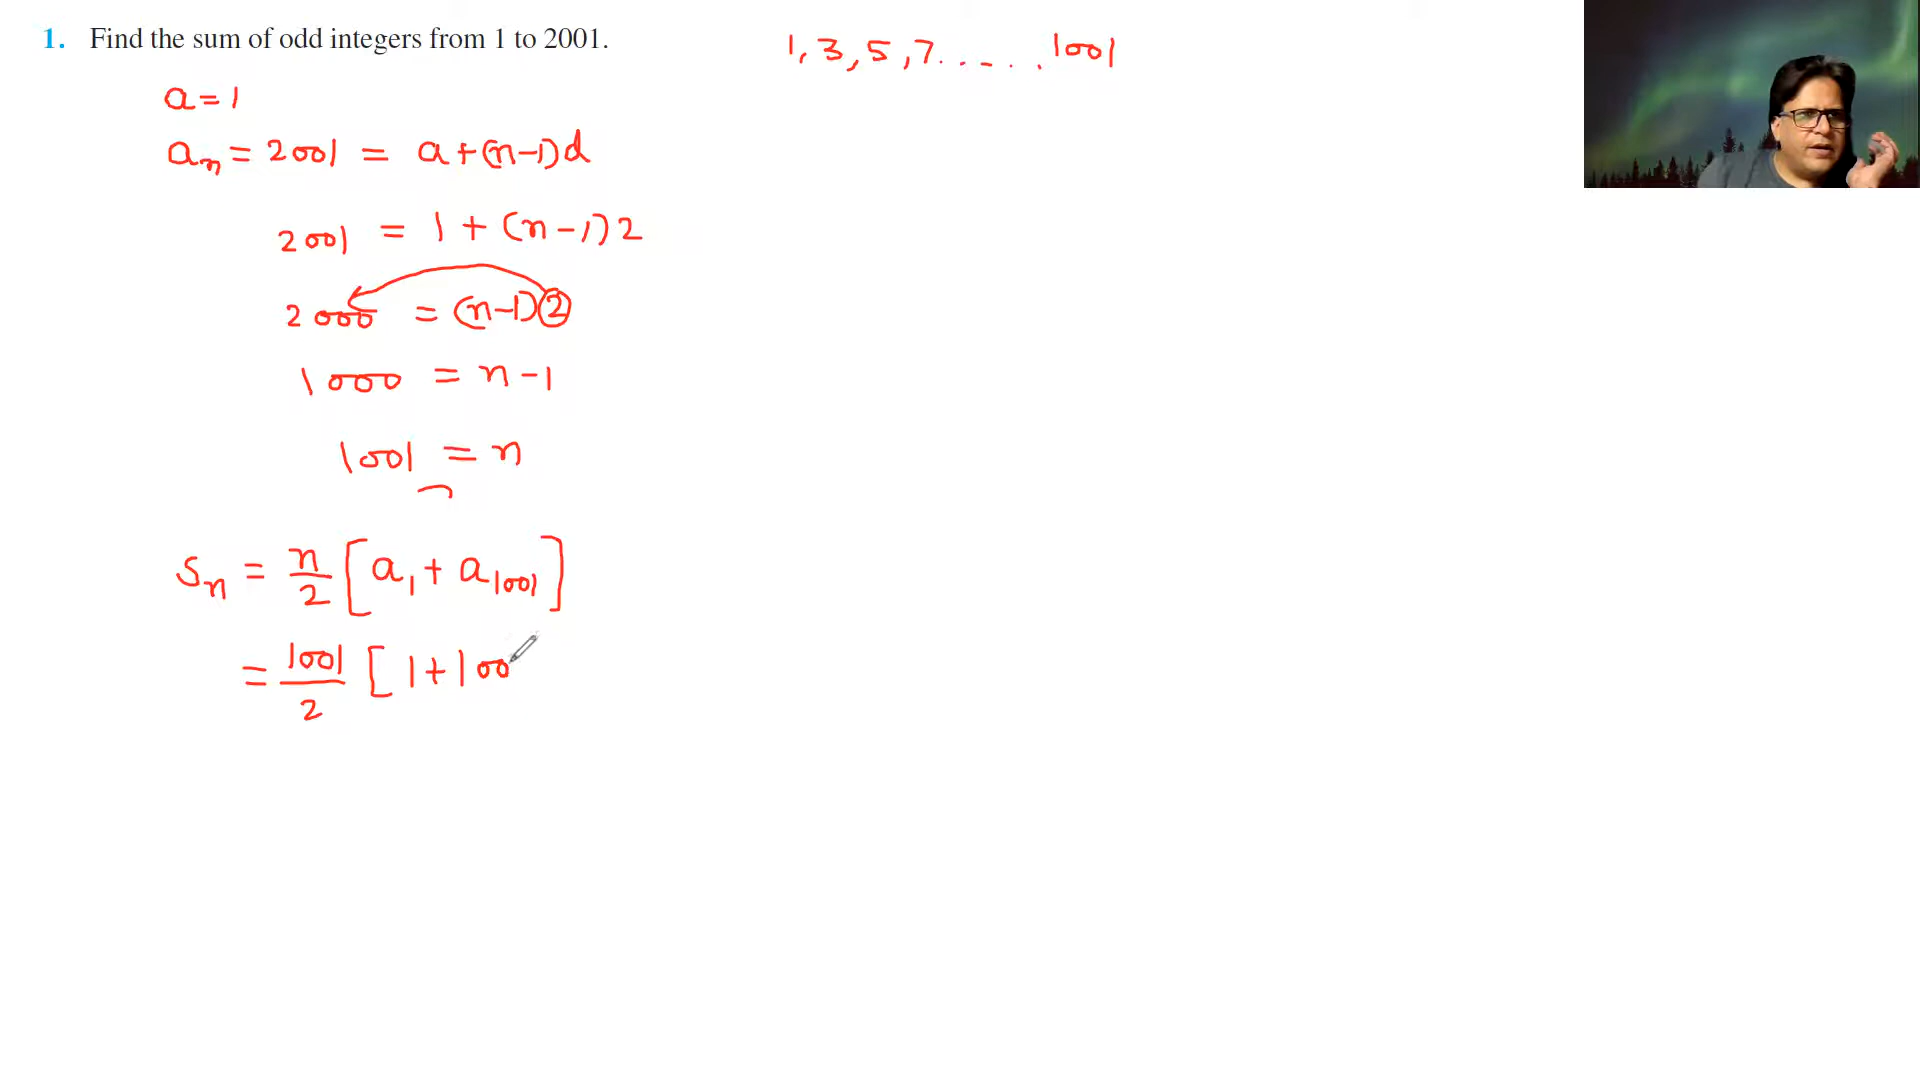 1. Find the sum of odd integers from 1 to 2001.
1, 3, 5, 7. . - . . . 1001
a = 1
aₙ = 2001 = a + (n-1)d
2001 = 1 + (n-1)2
2000 = (n-1)2
1000 = n-1
1001 = n
Sₙ = n/2 [a₁ + a₁₀₀₁]
= 1001/2 [1+100